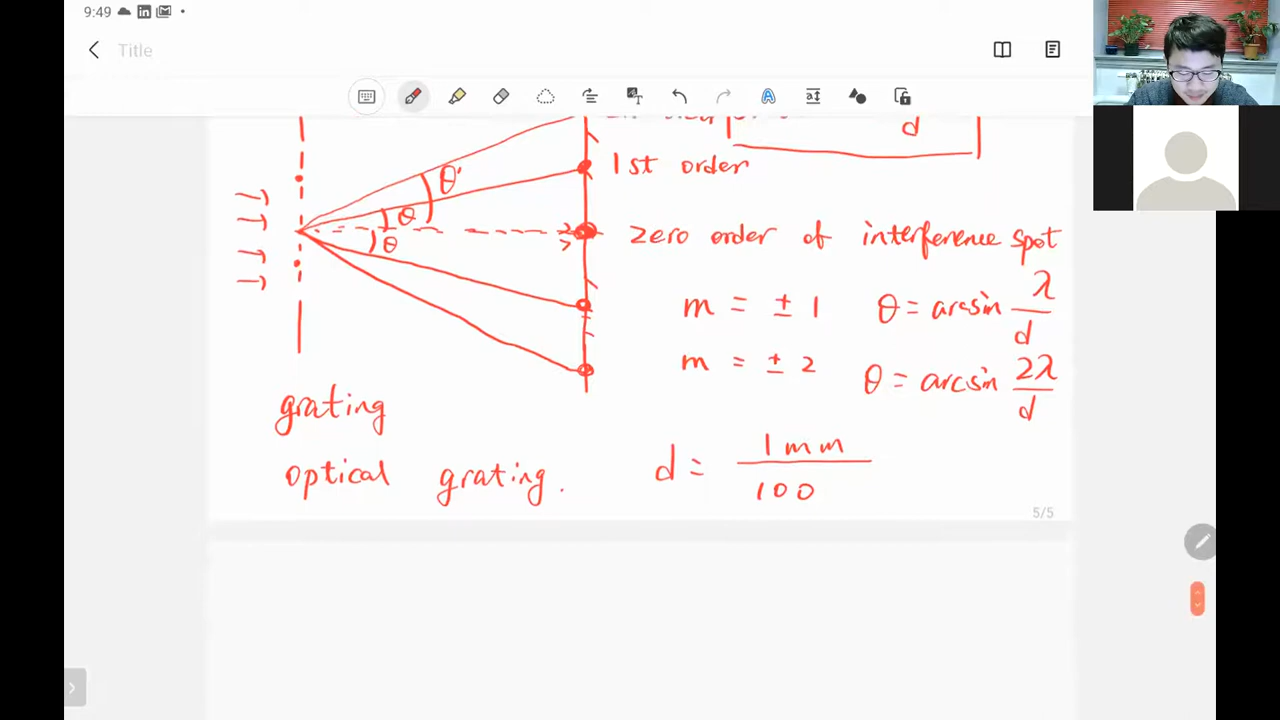 9:49
Title
d
1st order
θ'
θ
θ
zero order of interference spot
m = ± 1 θ = arcsin λ/d
m = ± 2 θ = arcsin 2λ/d
grating
optical grating.
d = 1mm/100
5/5